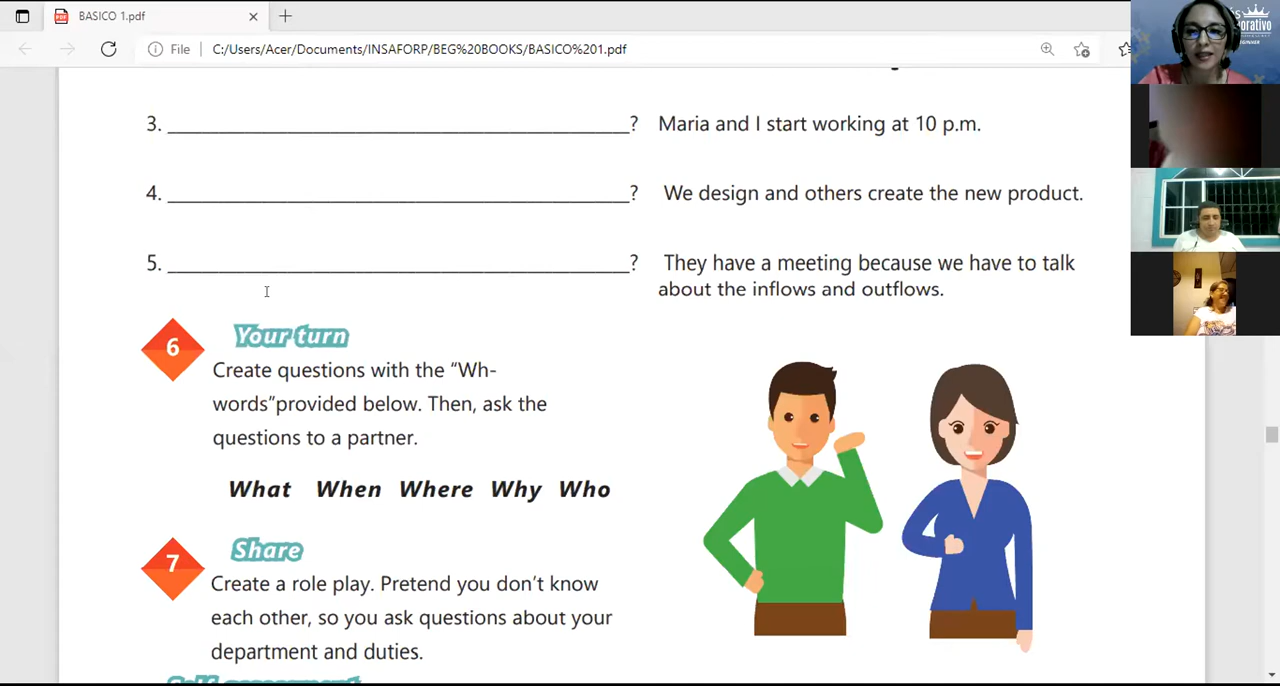 BASICO 1.pdf
File C:/Users/Acer/Documents/INSAFORP/BEG%20BOOKS/BASICO%201.pdf
3. ? Maria and I start working at 10 p.m.
4. ? We design and others create the new product.
5. ? They have a meeting because we have to talk
about the inflows and outflows.
6 Your turn
Create questions with the “Wh-
words”provided below. Then, ask the
questions to a partner.
What When Where Why Who
7 Share
Create a role play. Pretend you don’t know
each other, so you ask questions about your
department and duties.